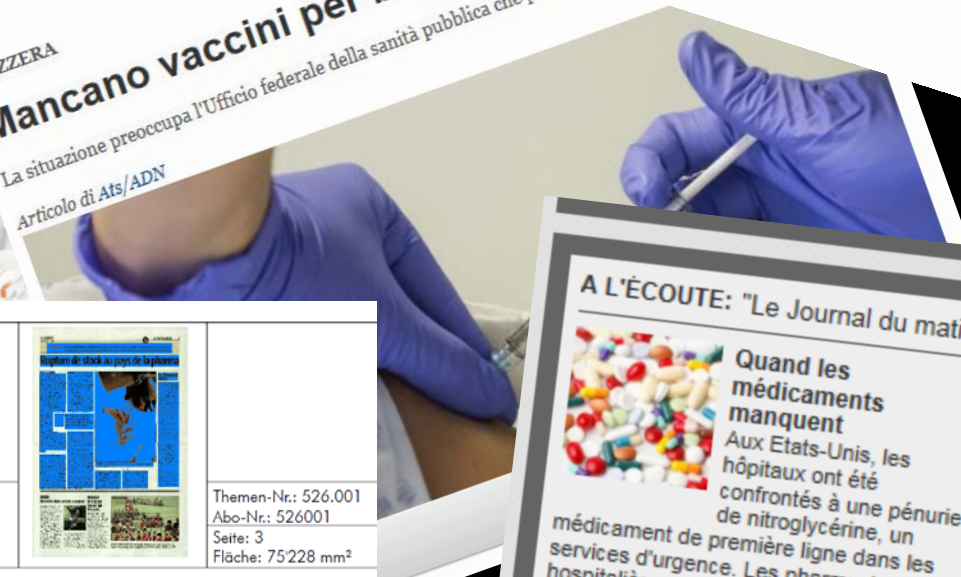 Mancano vaccini per
La situazione preoccupa l'Ufficio federale della sanità pubblica che
Articolo di Ats/ADN
A L'ÉCOUTE: "Le Journal du mati
Quand les
médicaments
manquent
Aux Etats-Unis, les
hôpitaux ont été
confrontés à une pénurie
de nitroglycérine, un
médicament de première ligne dans les
services d'urgence. Les
Rupture de stock au pays de la pharma
Themen-Nr.: 526.001
Abo-Nr.: 526001
Seite: 3
Fläche: 75'228 mm²